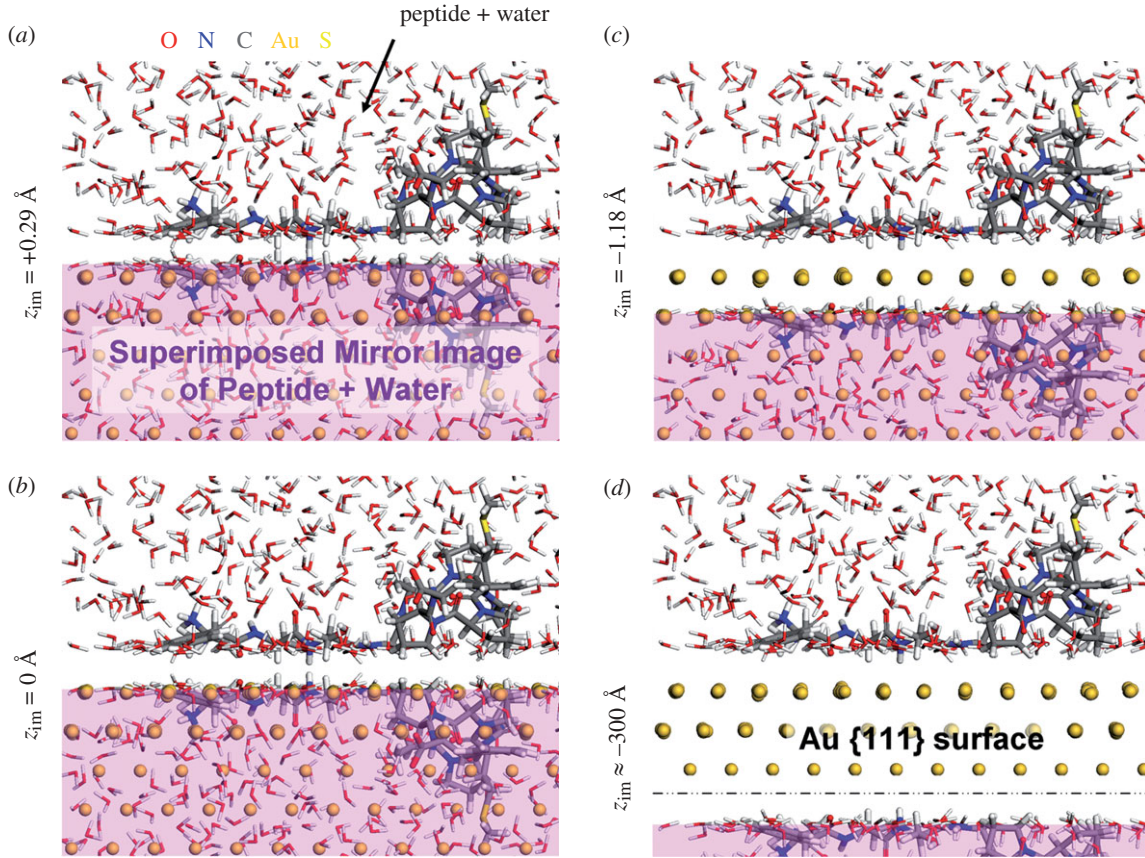 (a)
O N C Au S
peptide + water
z_im = +0.29 Å
Superimposed Mirror Image
of Peptide + Water
(c)
z_im = −1.18 Å
(b)
z_im = 0 Å
(d)
z_im ≈ −300 Å
Au {111} surface